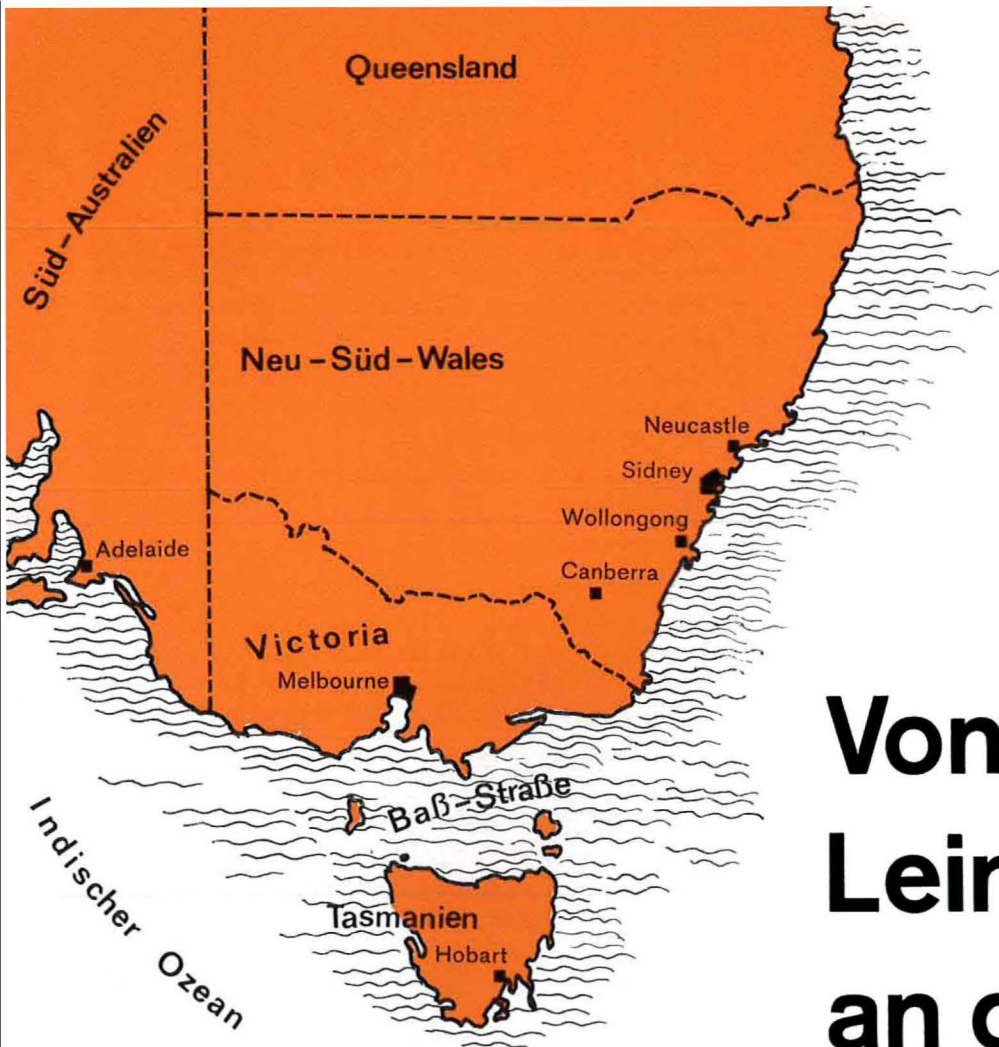 Queensland
Süd-Australien
Neu-Süd-Wales
Neucastle
Sidney
Wollongong
Adelaide
Canberra
Victoria
Melbourne
Von
Baß-Straße
Indischer Ozean
Leir
Tasmanien
Hobart
an